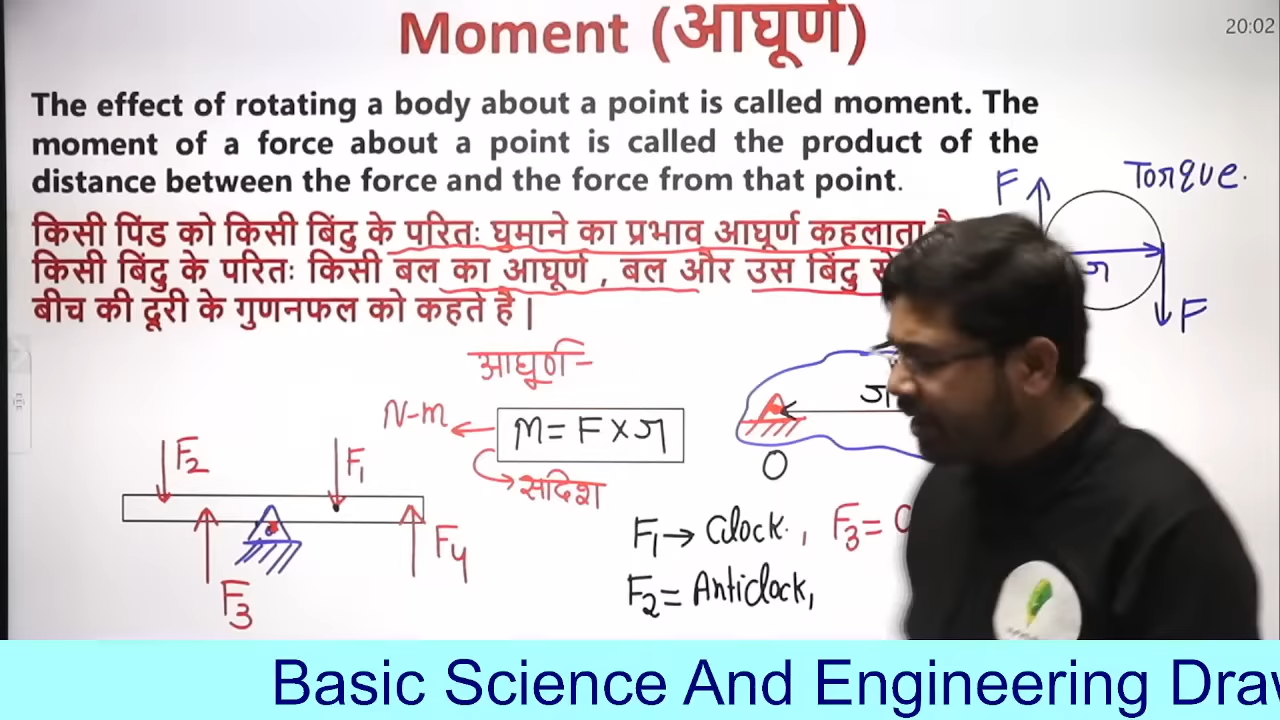 Moment (आघूर्ण)
20:02
The effect of rotating a body about a point is called moment. The
moment of a force about a point is called the product of the
distance between the force and the force from that point.
किसी पिंड को किसी बिंदु के परितः घुमाने का प्रभाव आघूर्ण कहलाता
किसी बिंदु के परितः किसी बल का आघूर्ण , बल और उस बिंदु
बीच की दूरी के गुणनफल को कहते है |
Torque.
F
r
F
आघूर्ण-
N-m
M = F × r
सदिश
F2
F1
F3
F4
O
F1 → Clock. , F3 = C
F2 = Anticlock,
Basic Science And Engineering